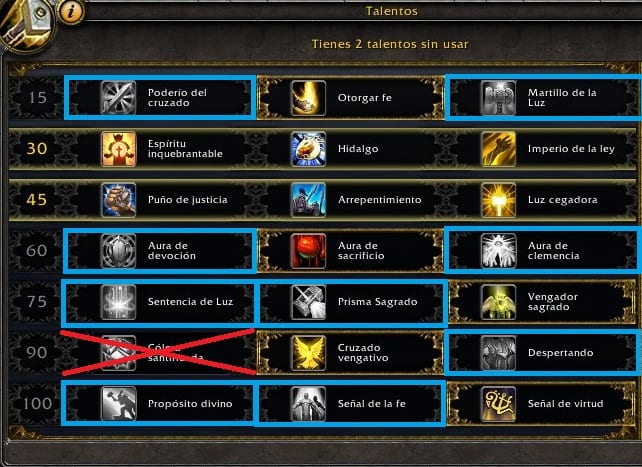 Talentos
Tienes 2 talentos sin usar
15
Poderío del
cruzado
Otorgar fe
Martillo de la
Luz
30
Espíritu
inquebrantable
Hidalgo
Imperio de la ley
45
Puño de justicia
Arrepentimiento
Luz cegadora
60
Aura de
devoción
Aura de
sacrificio
Aura de
clemencia
75
Sentencia de Luz
Prisma Sagrado
Vengador
sagrado
90
Cruzado
vengativo
Despertando
100
Propósito divino
Señal de la fe
Señal de virtud